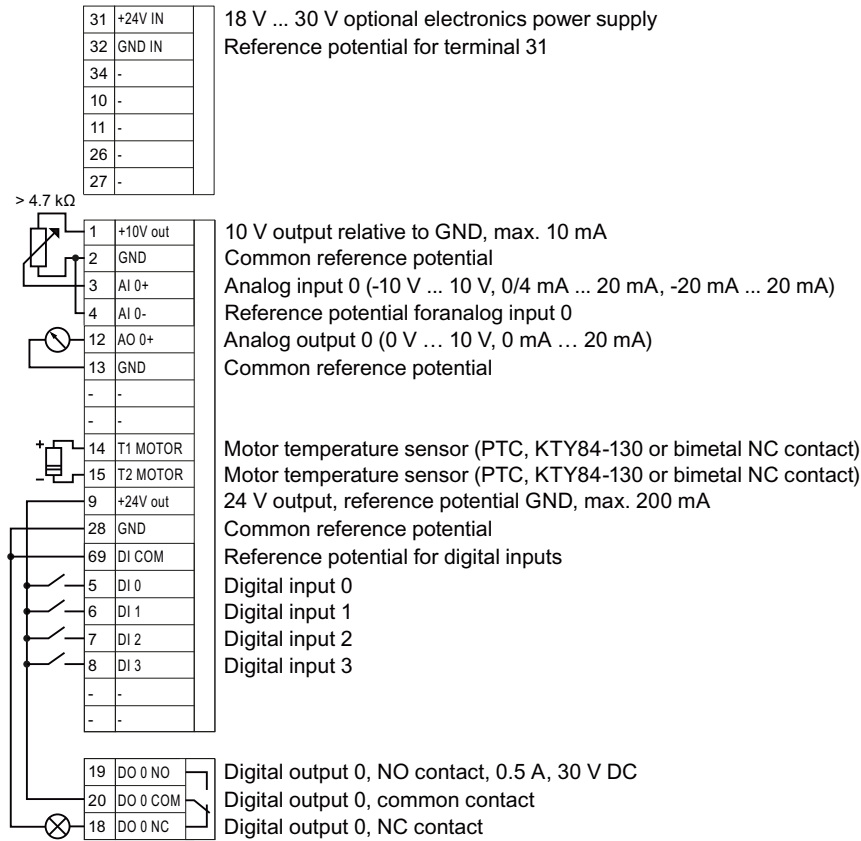 31 +24V IN 18 V ... 30 V optional electronics power supply
32 GND IN Reference potential for terminal 31
34 -
10 -
11 -
26 -
27 -
> 4.7 kΩ
1 +10V out 10 V output relative to GND, max. 10 mA
2 GND Common reference potential
3 AI 0+ Analog input 0 (-10 V ... 10 V, 0/4 mA ... 20 mA, -20 mA ... 20 mA)
4 AI 0- Reference potential foranalog input 0
12 AO 0+ Analog output 0 (0 V … 10 V, 0 mA … 20 mA)
13 GND Common reference potential
- -
- -
+ 14 T1 MOTOR Motor temperature sensor (PTC, KTY84-130 or bimetal NC contact)
- 15 T2 MOTOR Motor temperature sensor (PTC, KTY84-130 or bimetal NC contact)
9 +24V out 24 V output, reference potential GND, max. 200 mA
28 GND Common reference potential
69 DI COM Reference potential for digital inputs
5 DI 0 Digital input 0
6 DI 1 Digital input 1
7 DI 2 Digital input 2
8 DI 3 Digital input 3
- -
- -
19 DO 0 NO Digital output 0, NO contact, 0.5 A, 30 V DC
20 DO 0 COM Digital output 0, common contact
18 DO 0 NC Digital output 0, NC contact